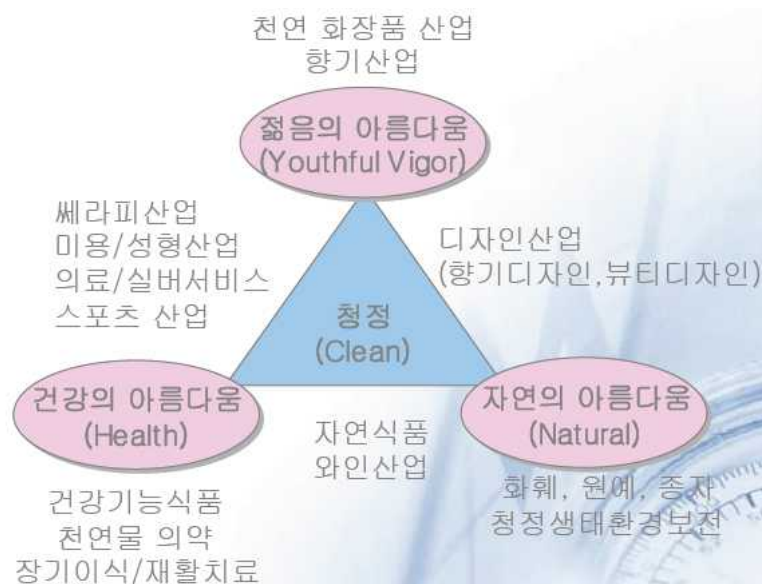 천연 화장품 산업
향기산업
젊음의 아름다움
(Youthful Vigor)
쎄라피산업
미용/성형산업
의료/실버서비스
스포츠 산업
디자인산업
(향기디자인,뷰티디자인)
청정
(Clean)
건강의 아름다움
(Health)
자연식품
와인산업
자연의 아름다움
(Natural)
건강기능식품
천연물 의약
장기이식/재활치료
화훼, 원예, 종자
청정생태환경보전